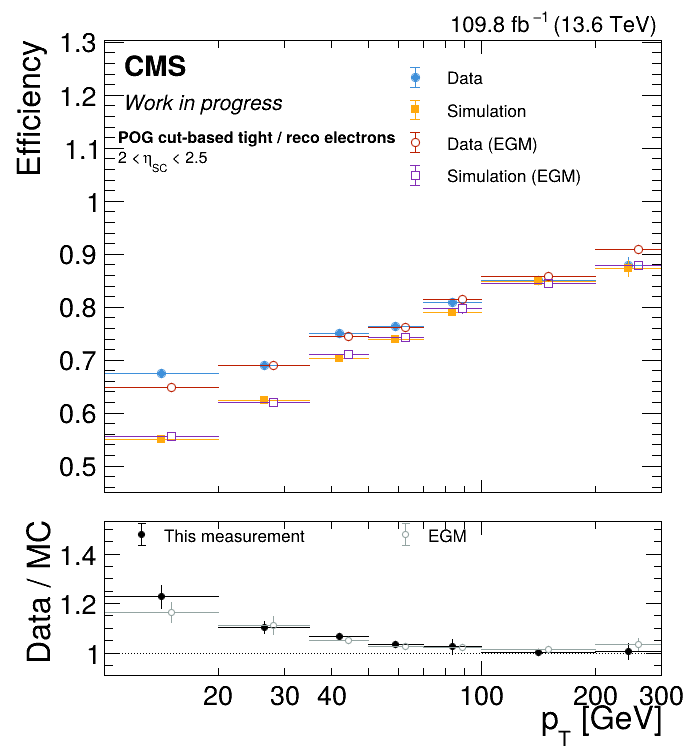 109.8 fb⁻¹ (13.6 TeV)
Efficiency
CMS
Work in progress
POG cut-based tight / reco electrons
2 < η_SC < 2.5
Data
Simulation
Data (EGM)
Simulation (EGM)
1.3
1.2
1.1
1
0.9
0.8
0.7
0.6
0.5
Data / MC
This measurement
EGM
1.4
1.2
1
20
30
40
100
200
300
p_T [GeV]